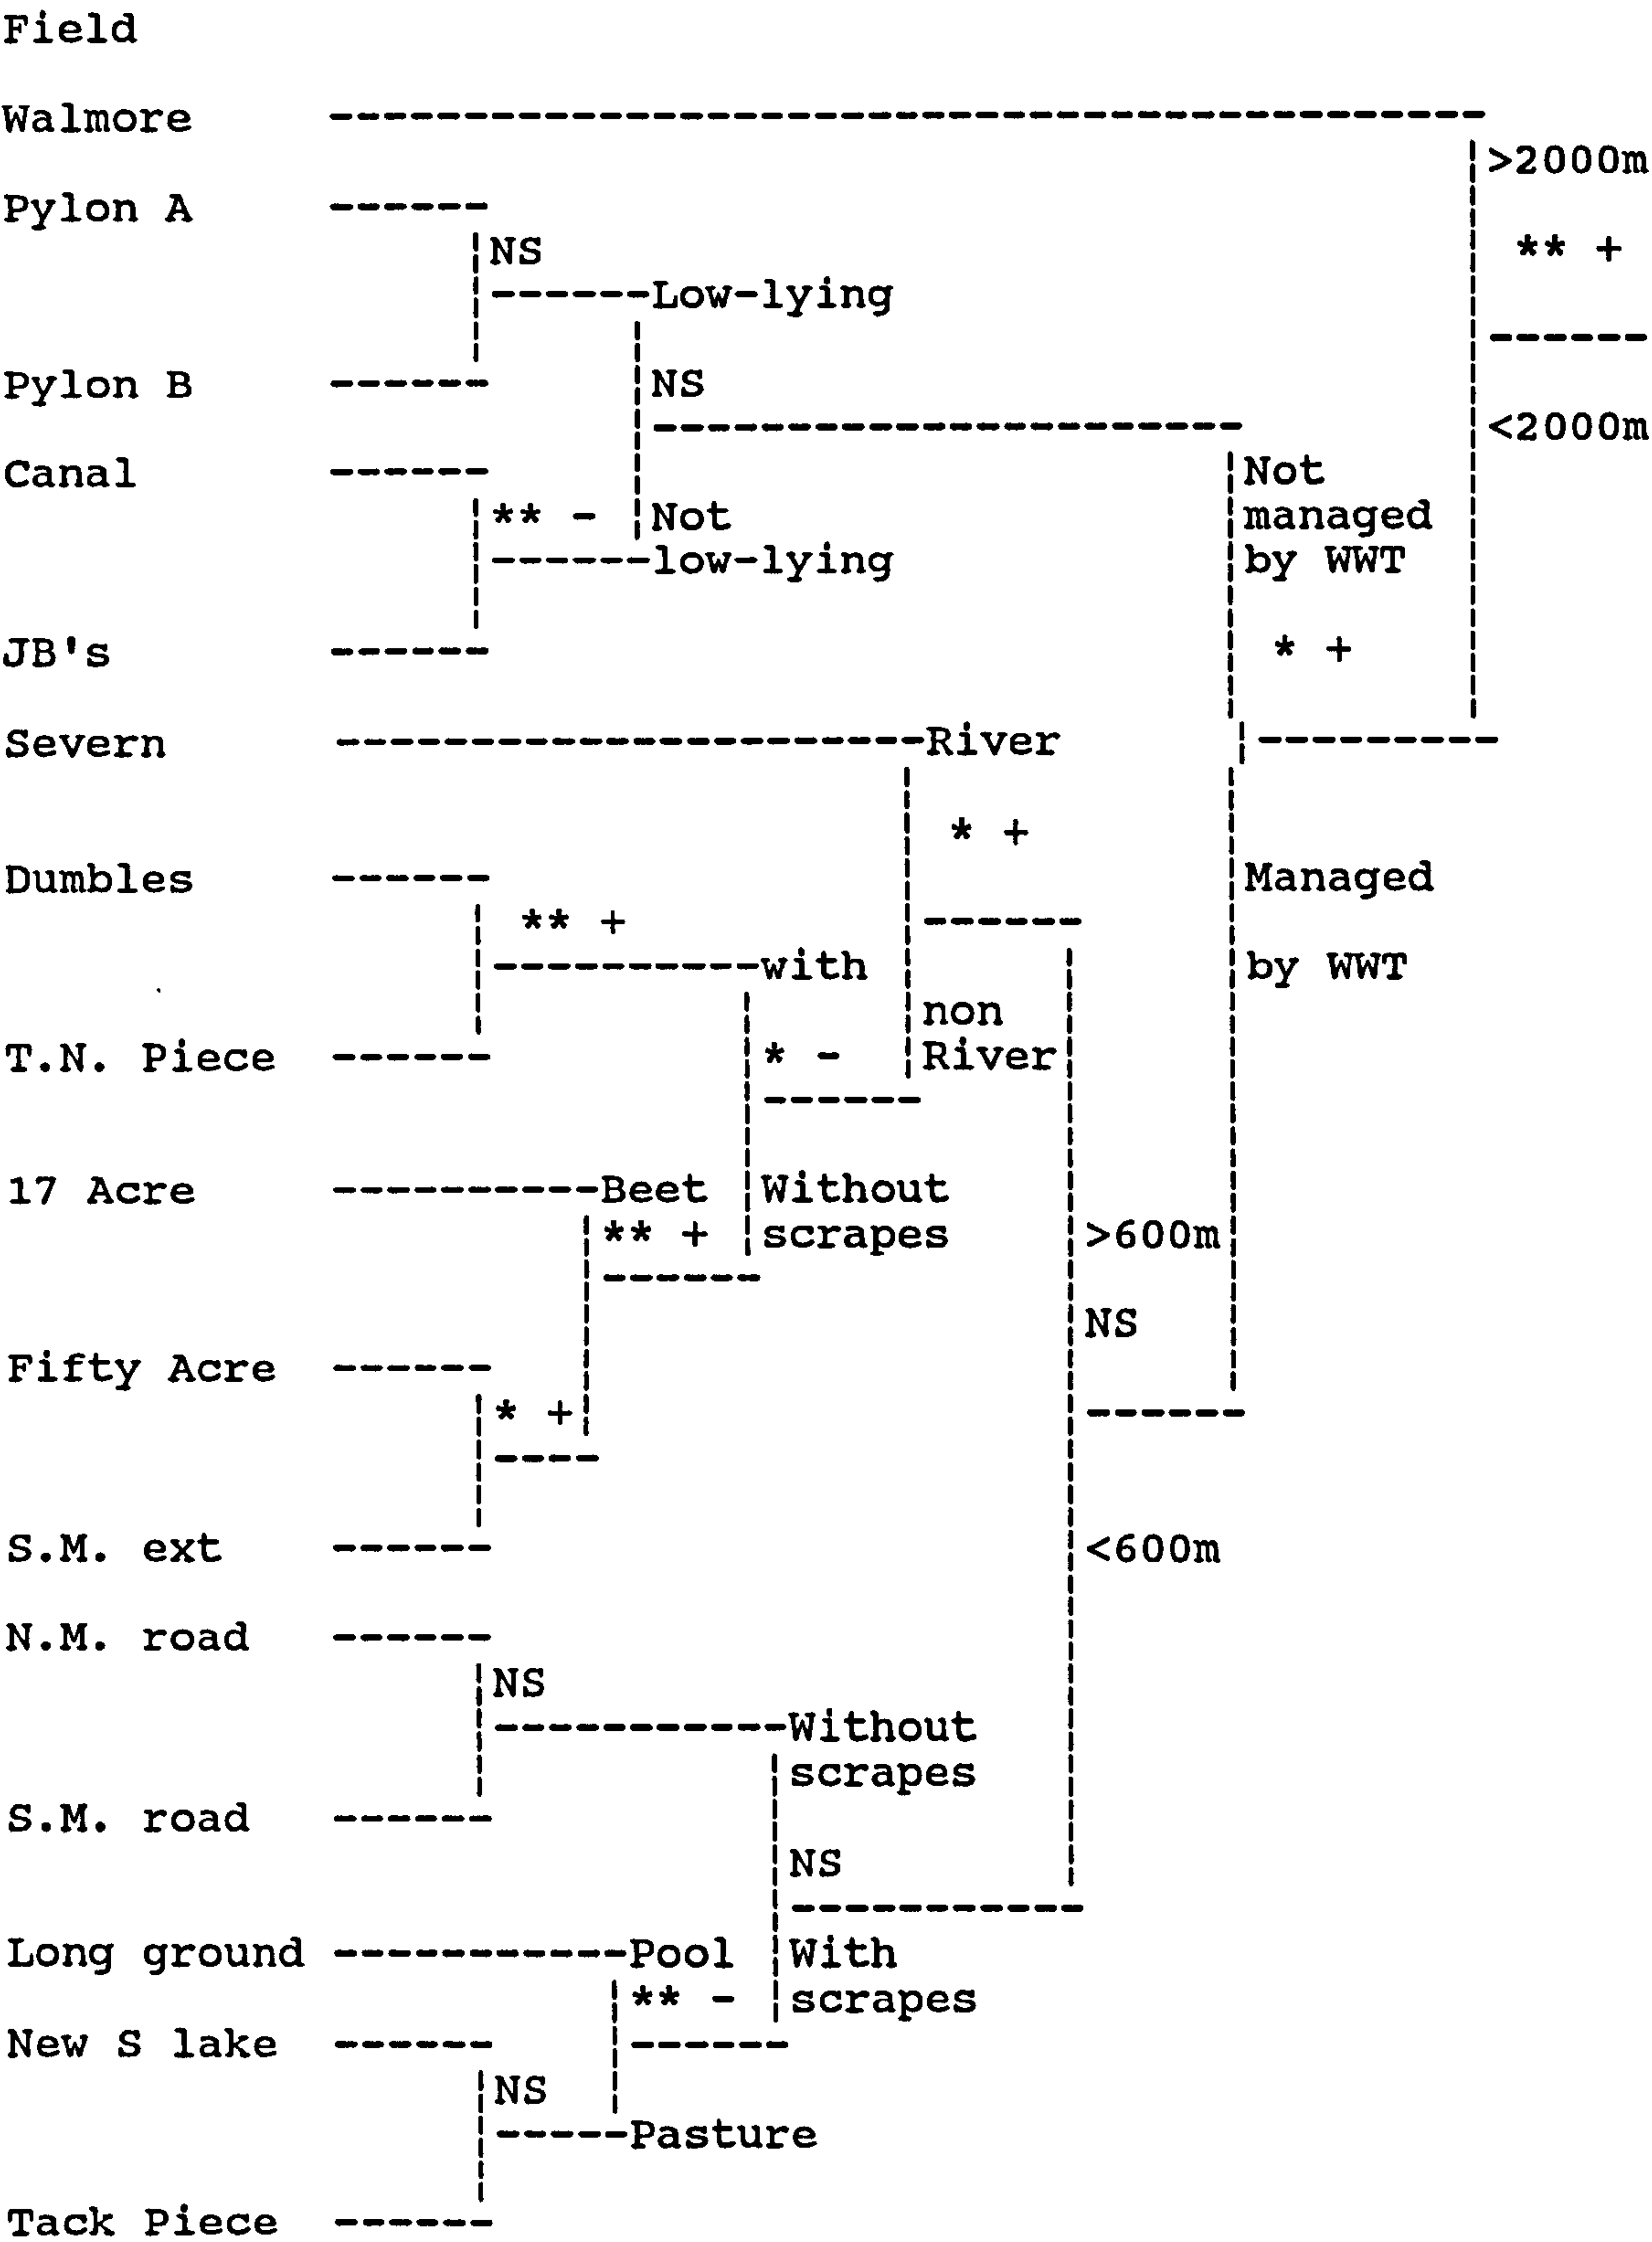 Field
Walmore
>2000m
Pylon A
NS
** +
Low-lying
Pylon B
NS
<2000m
Canal
Not
** -
Not
managed
low-lying
by WWT
JB's
* +
Severn
River
* +
Dumbles
Managed
** +
with
by WWT
non
T.N. Piece
* -
River
17 Acre
Beet
Without
** +
scrapes
>600m
NS
Fifty Acre
* +
S.M. ext
<600m
N.M. road
NS
Without
scrapes
S.M. road
NS
Long ground
Pool
With
** -
scrapes
New S lake
NS
Pasture
Tack Piece